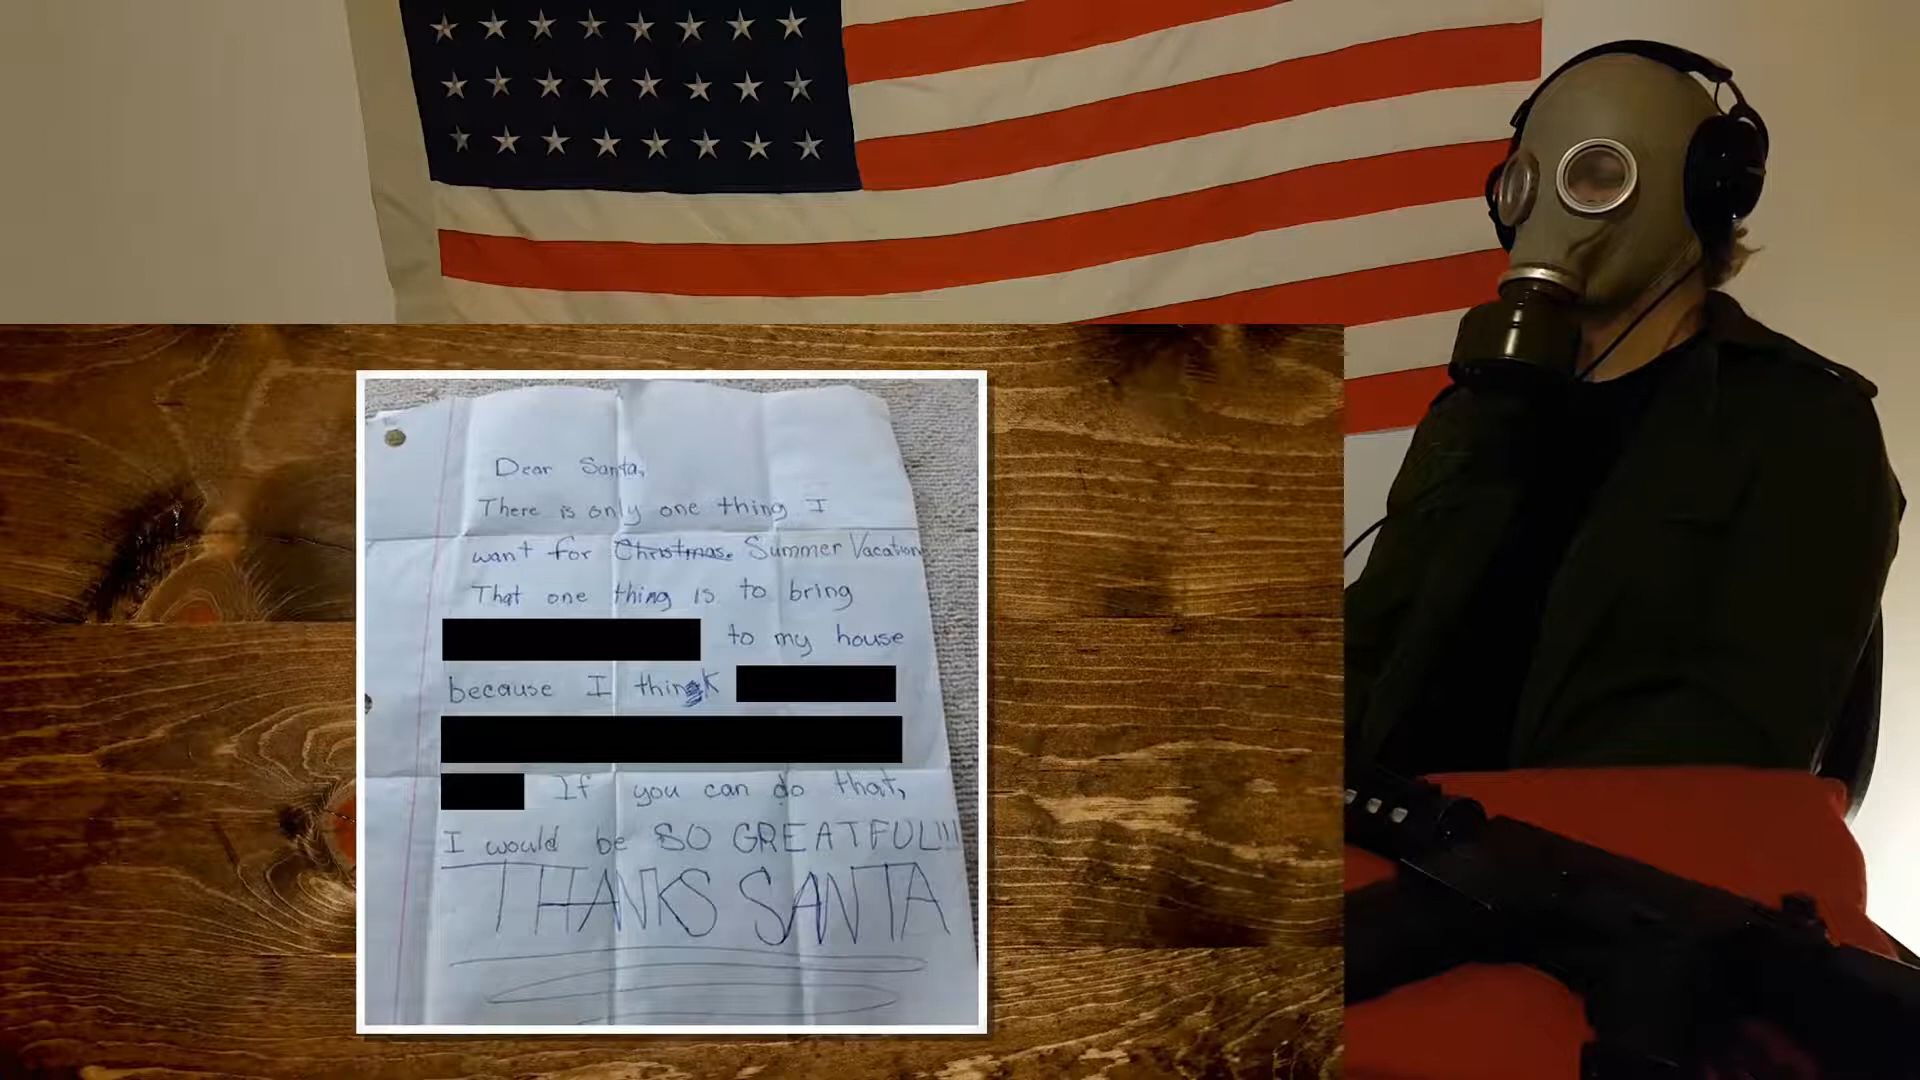 Dear Santa,
There is only one thing I
want for Christmas. Summer Vacation
That one thing is to bring
to my house
because I think
If you can do that,
I would be SO GREATFUL!!!
THANKS SANTA